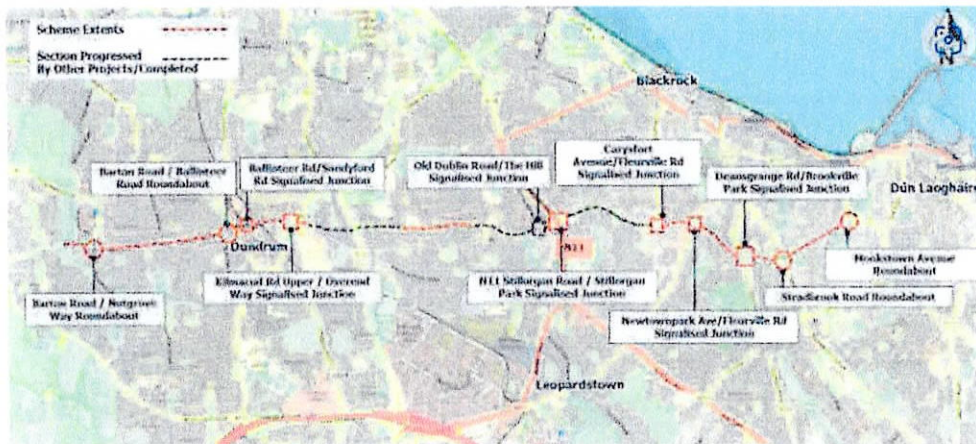 Scheme Extents
Section Progressed
By Other Projects/Completed
Blackrock
Barton Road / Ballinteer
Road Roundabout
Ballinteer Rd/Sandyford
Rd Signalised Junction
Old Dublin Road/The Hill
Signalised Junction
Carysfort
Avenue/Fleurville Rd
Signalised Junction
Deansgrange Rd/Brookville
Park Signalised Junction
Dún Laoghaire
Dundrum
N11
Barton Road / Nutgrove
Way Roundabout
Kilmacud Rd Upper / Overend
Way Signalised Junction
N11 Stillorgan Road / Stillorgan
Park Signalised Junction
Newtownpark Ave/Fleurville Rd
Signalised Junction
Monkstown Avenue
Roundabout
Stradbrook Road Roundabout
Leopardstown